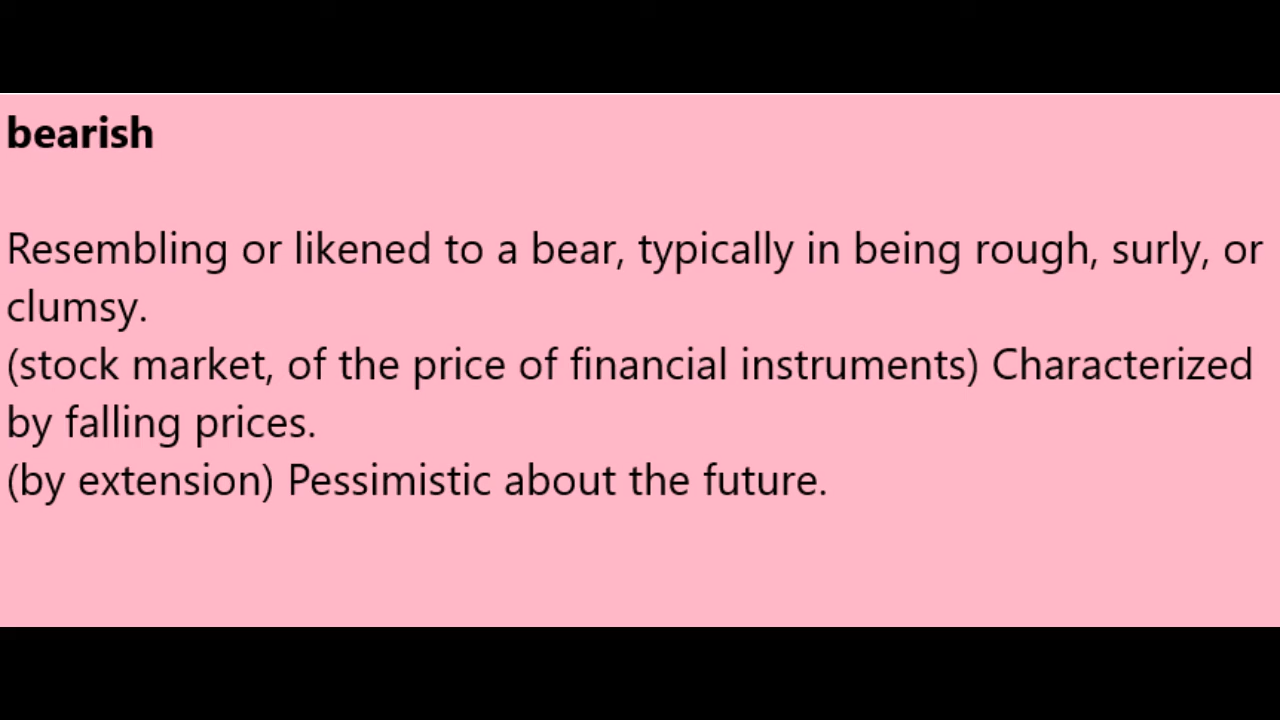 bearish
Resembling or likened to a bear, typically in being rough, surly, or
clumsy.
(stock market, of the price of financial instruments) Characterized
by falling prices.
(by extension) Pessimistic about the future.